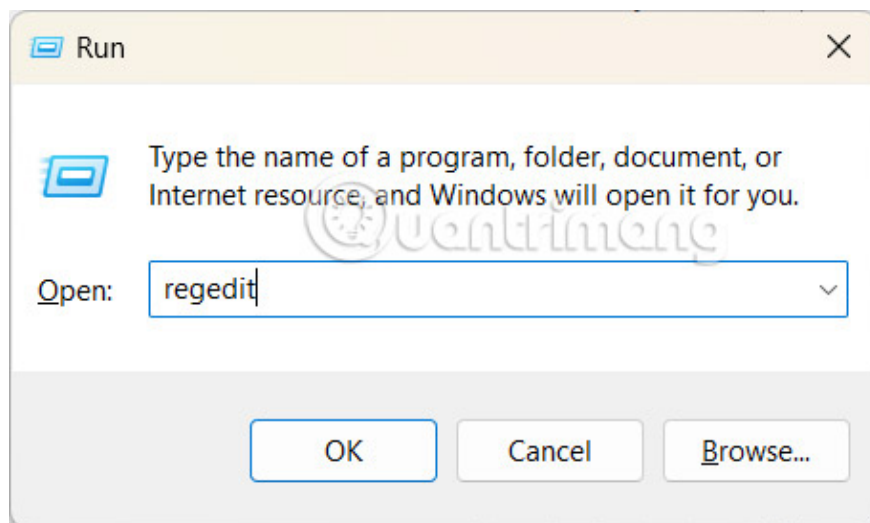 Run
Type the name of a program, folder, document, or
Internet resource, and Windows will open it for you.
Quantrimang
Open: regedit
OK Cancel Browse...